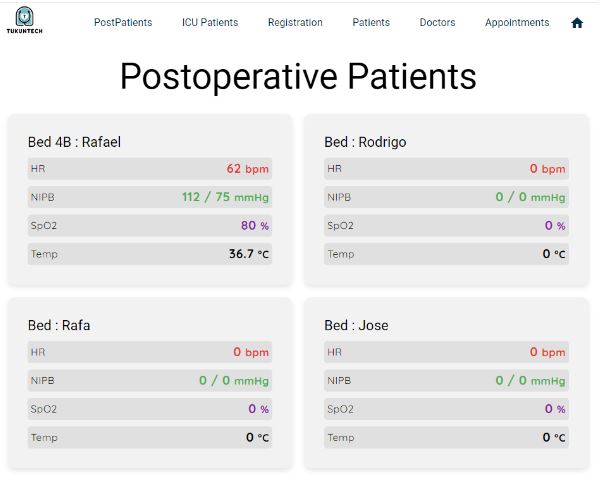 TUKUNTECH
PostPatients ICU Patients Registration Patients Doctors Appointments
Postoperative Patients
Bed 4B : Rafael
HR 62 bpm
NIPB 112 / 75 mmHg
SpO2 80 %
Temp 36.7 °C
Bed : Rodrigo
HR 0 bpm
NIPB 0 / 0 mmHg
SpO2 0 %
Temp 0 °C
Bed : Rafa
HR 0 bpm
NIPB 0 / 0 mmHg
SpO2 0 %
Temp 0 °C
Bed : Jose
HR 0 bpm
NIPB 0 / 0 mmHg
SpO2 0 %
Temp 0 °C